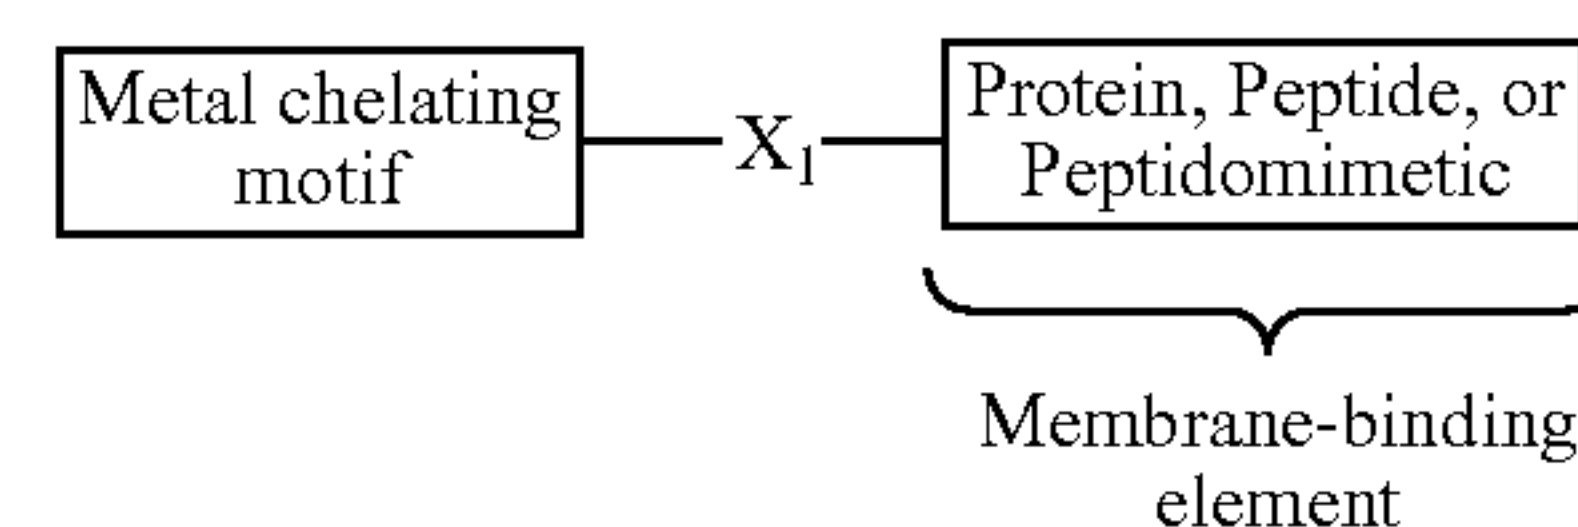 Metal chelating
motif
X₁
Protein, Peptide, or
Peptidomimetic
Membrane-binding
element